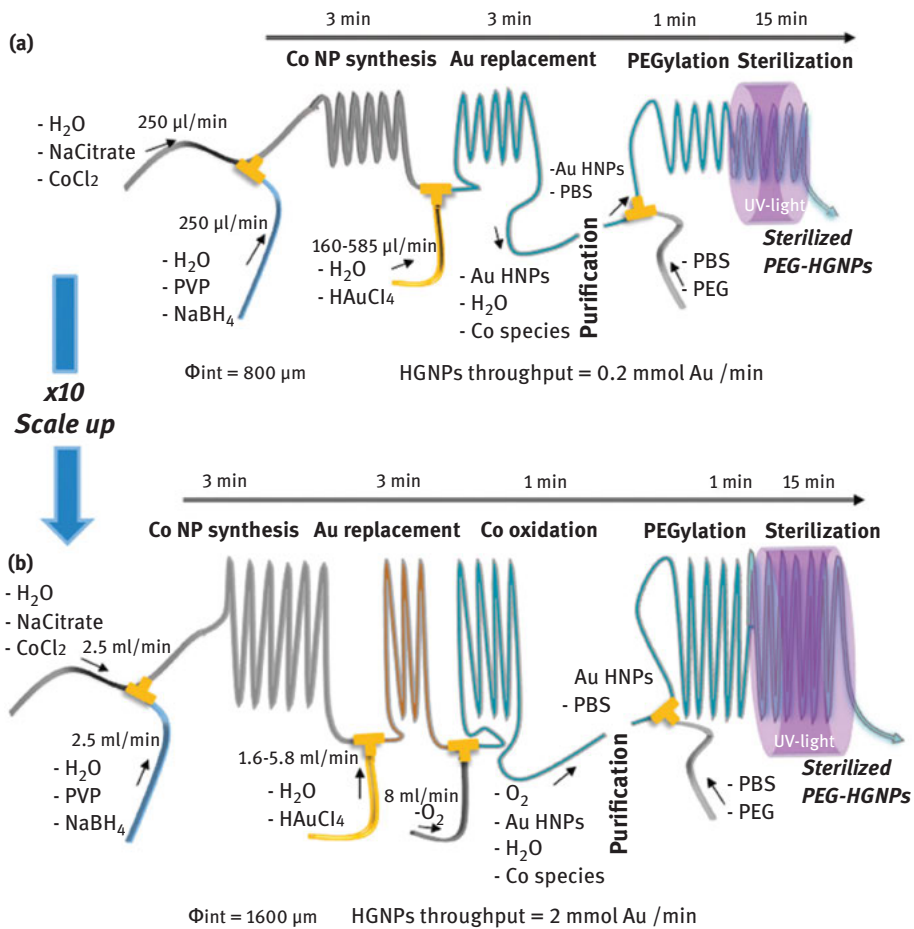 (a)
3 min
3 min
1 min
15 min
Co NP synthesis
Au replacement
PEGylation
Sterilization
- H₂O
- NaCitrate
- CoCl₂
250 µl/min
250 µl/min
- H₂O
- PVP
- NaBH₄
160-585 µl/min
- H₂O
- HAuCl₄
- Au HNPs
- H₂O
- Co species
Purification
-Au HNPs
- PBS
- PBS
- PEG
UV-light
Sterilized
PEG-HGNPs
Φint = 800 µm
HGNPs throughput = 0.2 mmol Au /min
x10
Scale up
(b)
3 min
3 min
1 min
1 min
15 min
Co NP synthesis
Au replacement
Co oxidation
PEGylation
Sterilization
- H₂O
- NaCitrate
- CoCl₂
2.5 ml/min
2.5 ml/min
- H₂O
- PVP
- NaBH₄
1.6-5.8 ml/min
- H₂O
- HAuCl₄
8 ml/min
-O₂
- O₂
- Au HNPs
- H₂O
- Co species
Purification
Au HNPs
- PBS
- PBS
- PEG
UV-light
Sterilized
PEG-HGNPs
Φint = 1600 µm
HGNPs throughput = 2 mmol Au /min